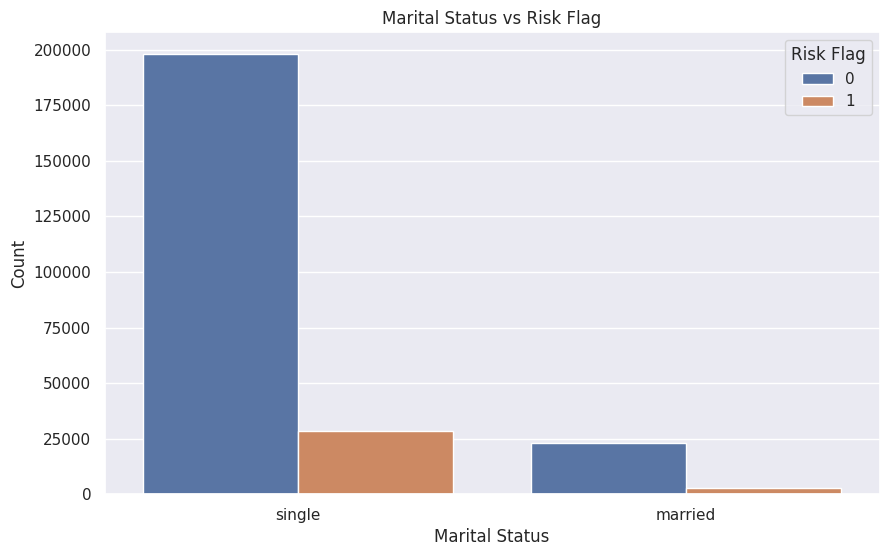 Marital Status vs Risk Flag
200000
175000
150000
125000
100000
75000
50000
25000
0
Count
Risk Flag
0
1
single
married
Marital Status